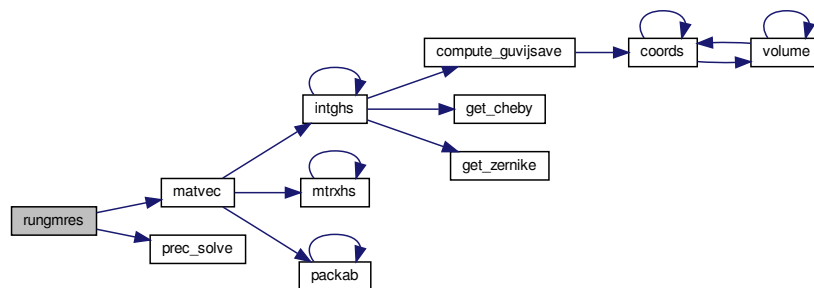 rungmres
matvec
prec_solve
intghs
mtrxhs
packab
compute_guvijsave
get_cheby
get_zernike
coords
volume